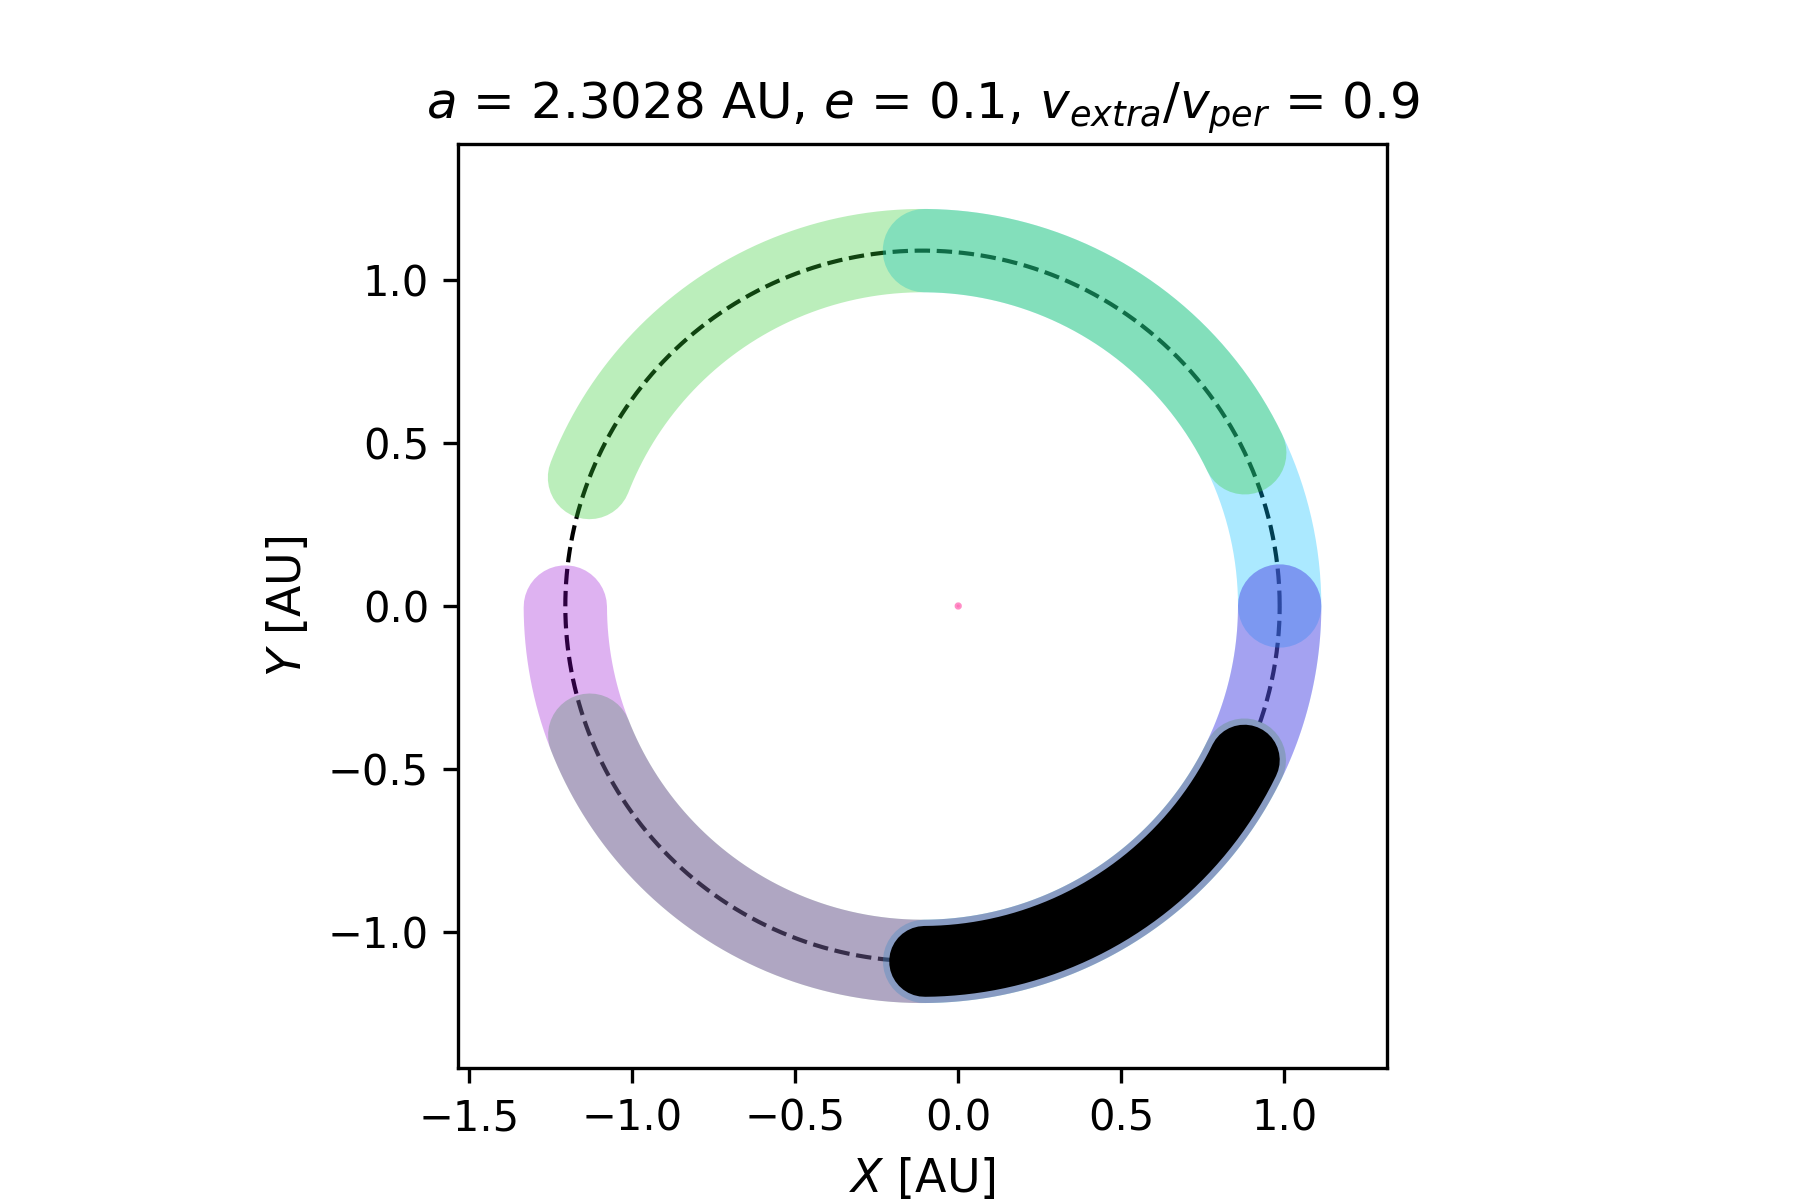 a = 2.3028 AU, e = 0.1, v_extra/v_per = 0.9
1.0
0.5
0.0
−0.5
−1.0
Y [AU]
−1.5 −1.0 −0.5 0.0 0.5 1.0
X [AU]